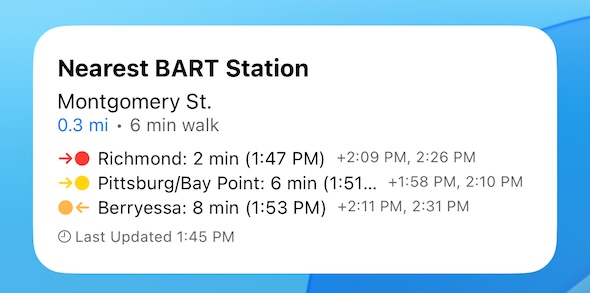 Nearest BART Station
Montgomery St.
0.3 mi • 6 min walk
→ Richmond: 2 min (1:47 PM) +2:09 PM, 2:26 PM
→ Pittsburg/Bay Point: 6 min (1:51... +1:58 PM, 2:10 PM
← Berryessa: 8 min (1:53 PM) +2:11 PM, 2:31 PM
Last Updated 1:45 PM